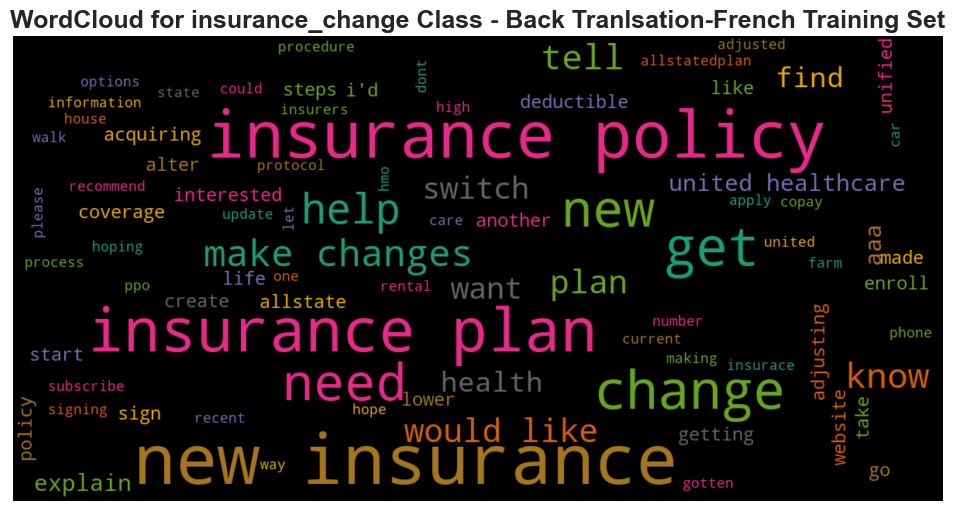 WordCloud for insurance_change Class - Back Tranlsation-French Training Set
procedure
tell
adjusted
allstatedplan
find
unified
options
state
could
steps
i'd
dont
like
information
insurers
high
deductible
house
walk
acquiring
insurance policy
car
alter
protocol
hmo
switch
united healthcare
recommend
interested
please
coverage
update
let
help
care
another
new
apply
copay
hoping
make changes
get
united
aaa
made
process
life
one
farm
ppo
rental
want
plan
enroll
create
allstate
insurance plan
number
current
adjusting
phone
start
making
insurace
need
health
change
know
subscribe
lower
signing
sign
recent
hope
policy
would like
getting
website
take
new insurance
way
go
explain
gotten